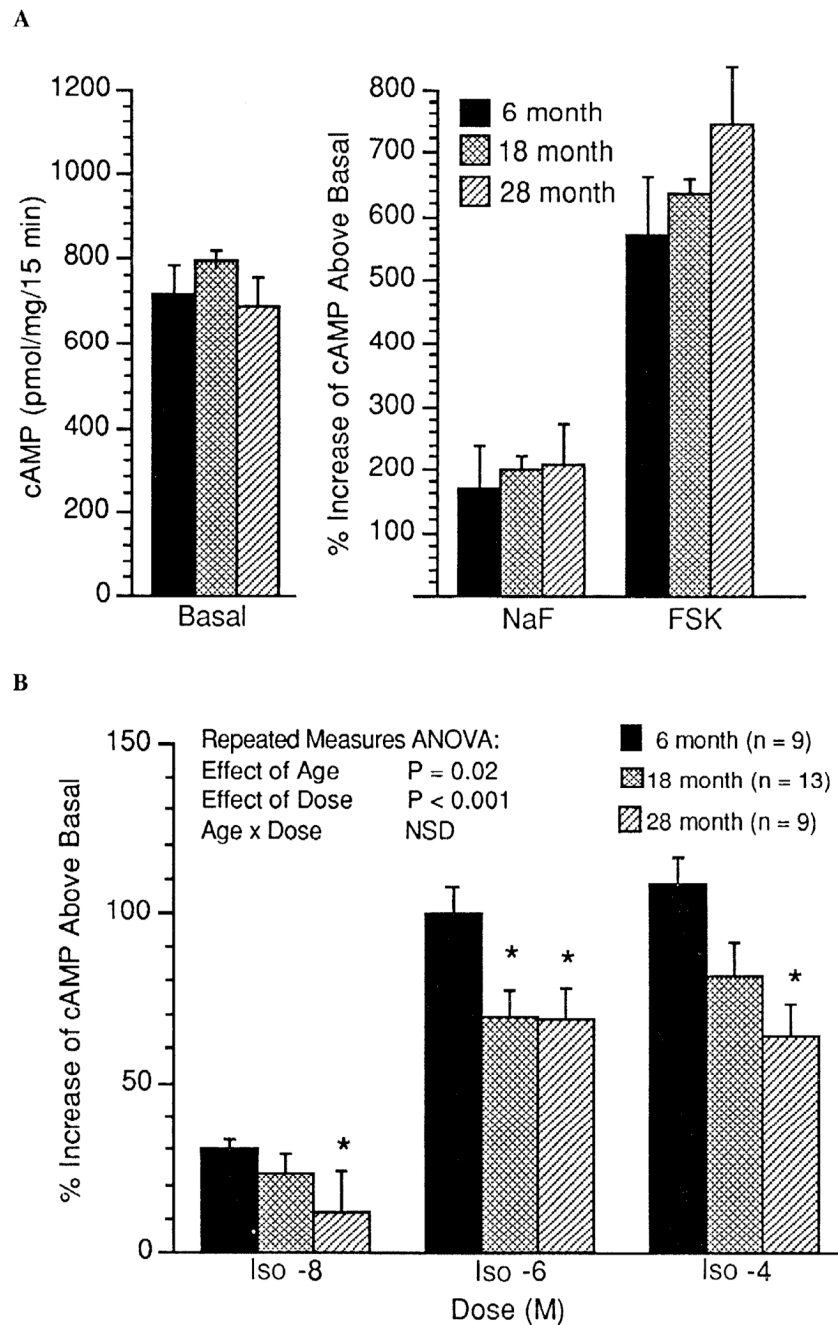 A
1200
1000
800
600
400
200
0
cAMP (pmol/mg/15 min)
Basal
800
700
600
500
400
300
200
100
% Increase of cAMP Above Basal
6 month
18 month
28 month
NaF
FSK
B
150
100
50
0
% Increase of cAMP Above Basal
Repeated Measures ANOVA:
Effect of Age P = 0.02
Effect of Dose P < 0.001
Age x Dose NSD
6 month (n = 9)
18 month (n = 13)
28 month (n = 9)
*
* *
*
Iso -8
Iso -6
Iso -4
Dose (M)